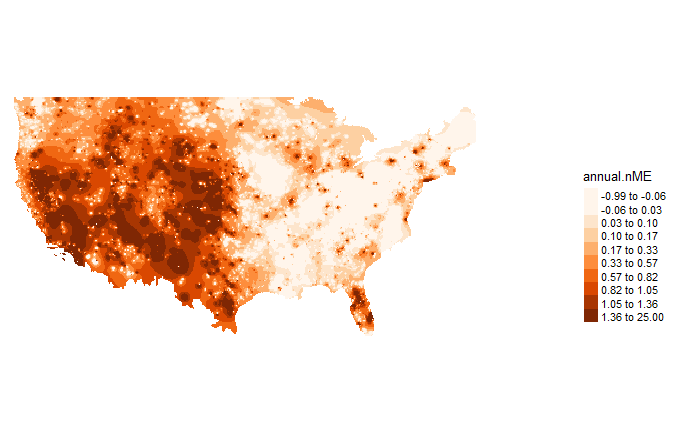 annual.nME
-0.99 to -0.06
-0.06 to 0.03
0.03 to 0.10
0.10 to 0.17
0.17 to 0.33
0.33 to 0.57
0.57 to 0.82
0.82 to 1.05
1.05 to 1.36
1.36 to 25.00